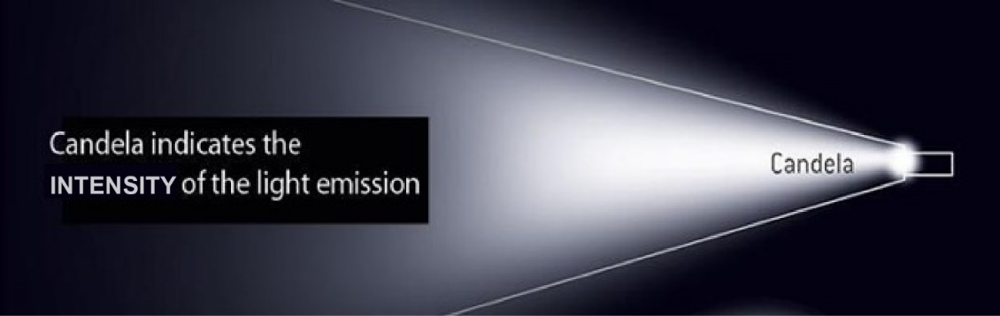 Candela indicates the
INTENSITY of the light emission
Candela